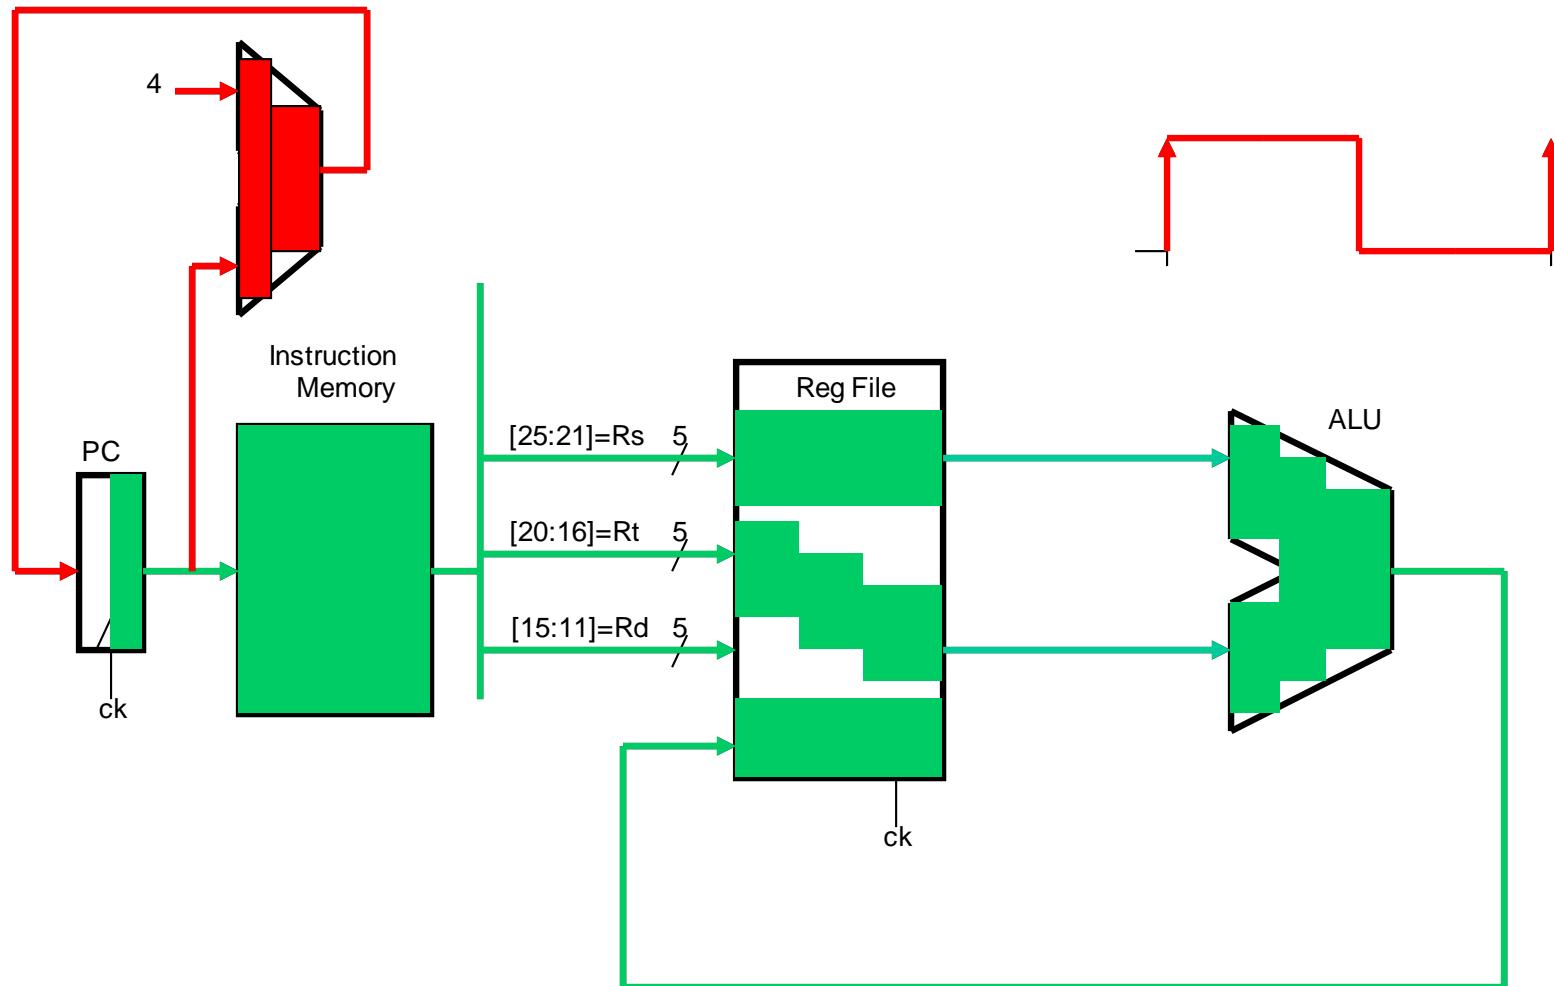 4
Instruction
Memory
Reg File
ALU
PC
[25:21]=Rs 5
[20:16]=Rt 5
[15:11]=Rd 5
ck
ck